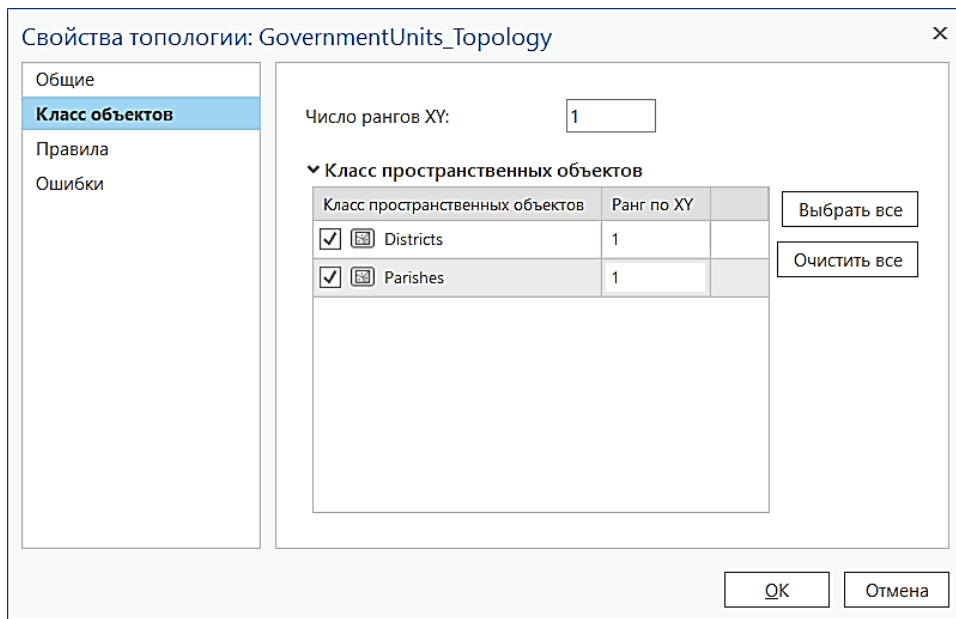 Свойства топологии: GovernmentUnits_Topology
Общие
Класс объектов
Правила
Ошибки
Число рангов XY: 1
Класс пространственных объектов
Класс пространственных объектов Ранг по XY
Districts 1
Parishes 1
Выбрать все
Очистить все
OK Отмена